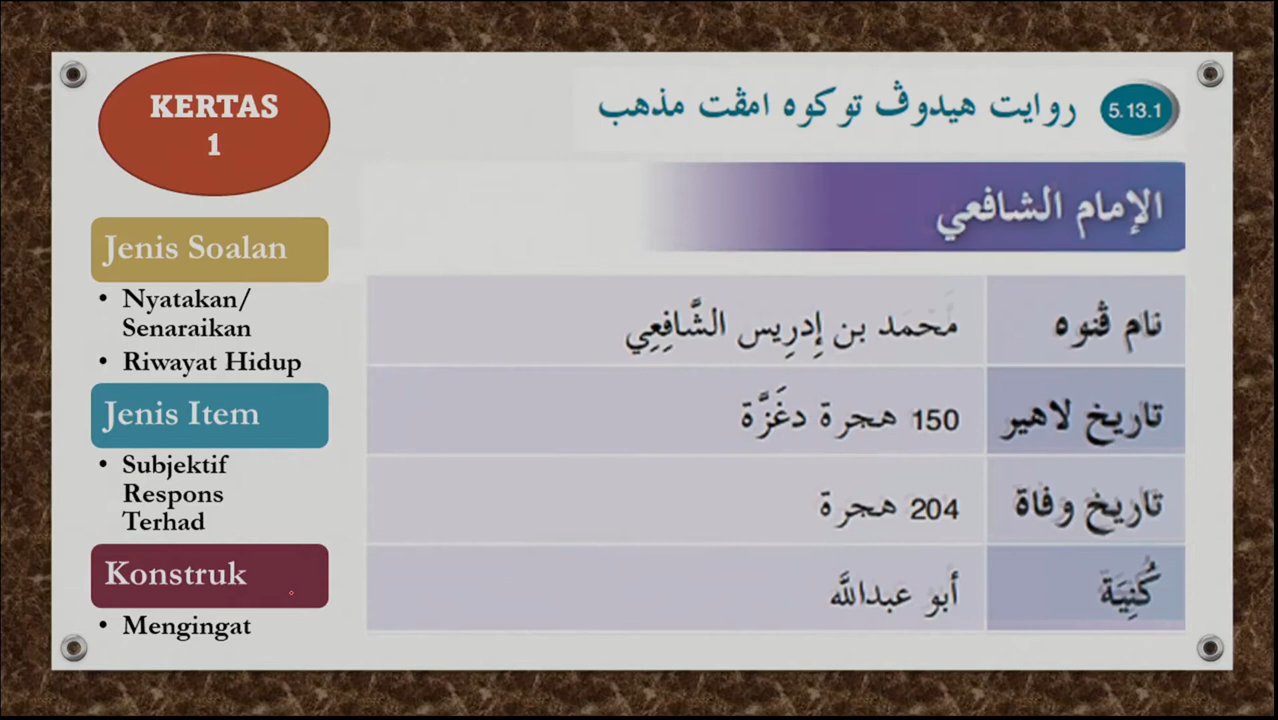 KERTAS
1
Jenis Soalan
• Nyatakan/
Senaraikan
• Riwayat Hidup
Jenis Item
• Subjektif
Respons
Terhad
Konstruk
• Mengingat
5.13.1 روايت هيدوڤ توكوه امڤت مذهب
الإمام الشافعي
نام ڤنوه مَحمَد بن إِدرِيس الشَّافِعِي
تاريخ لاهير 150 هجرة دغَزَّة
تاريخ وفاة 204 هجرة
كُنِيَة أبو عبدالله